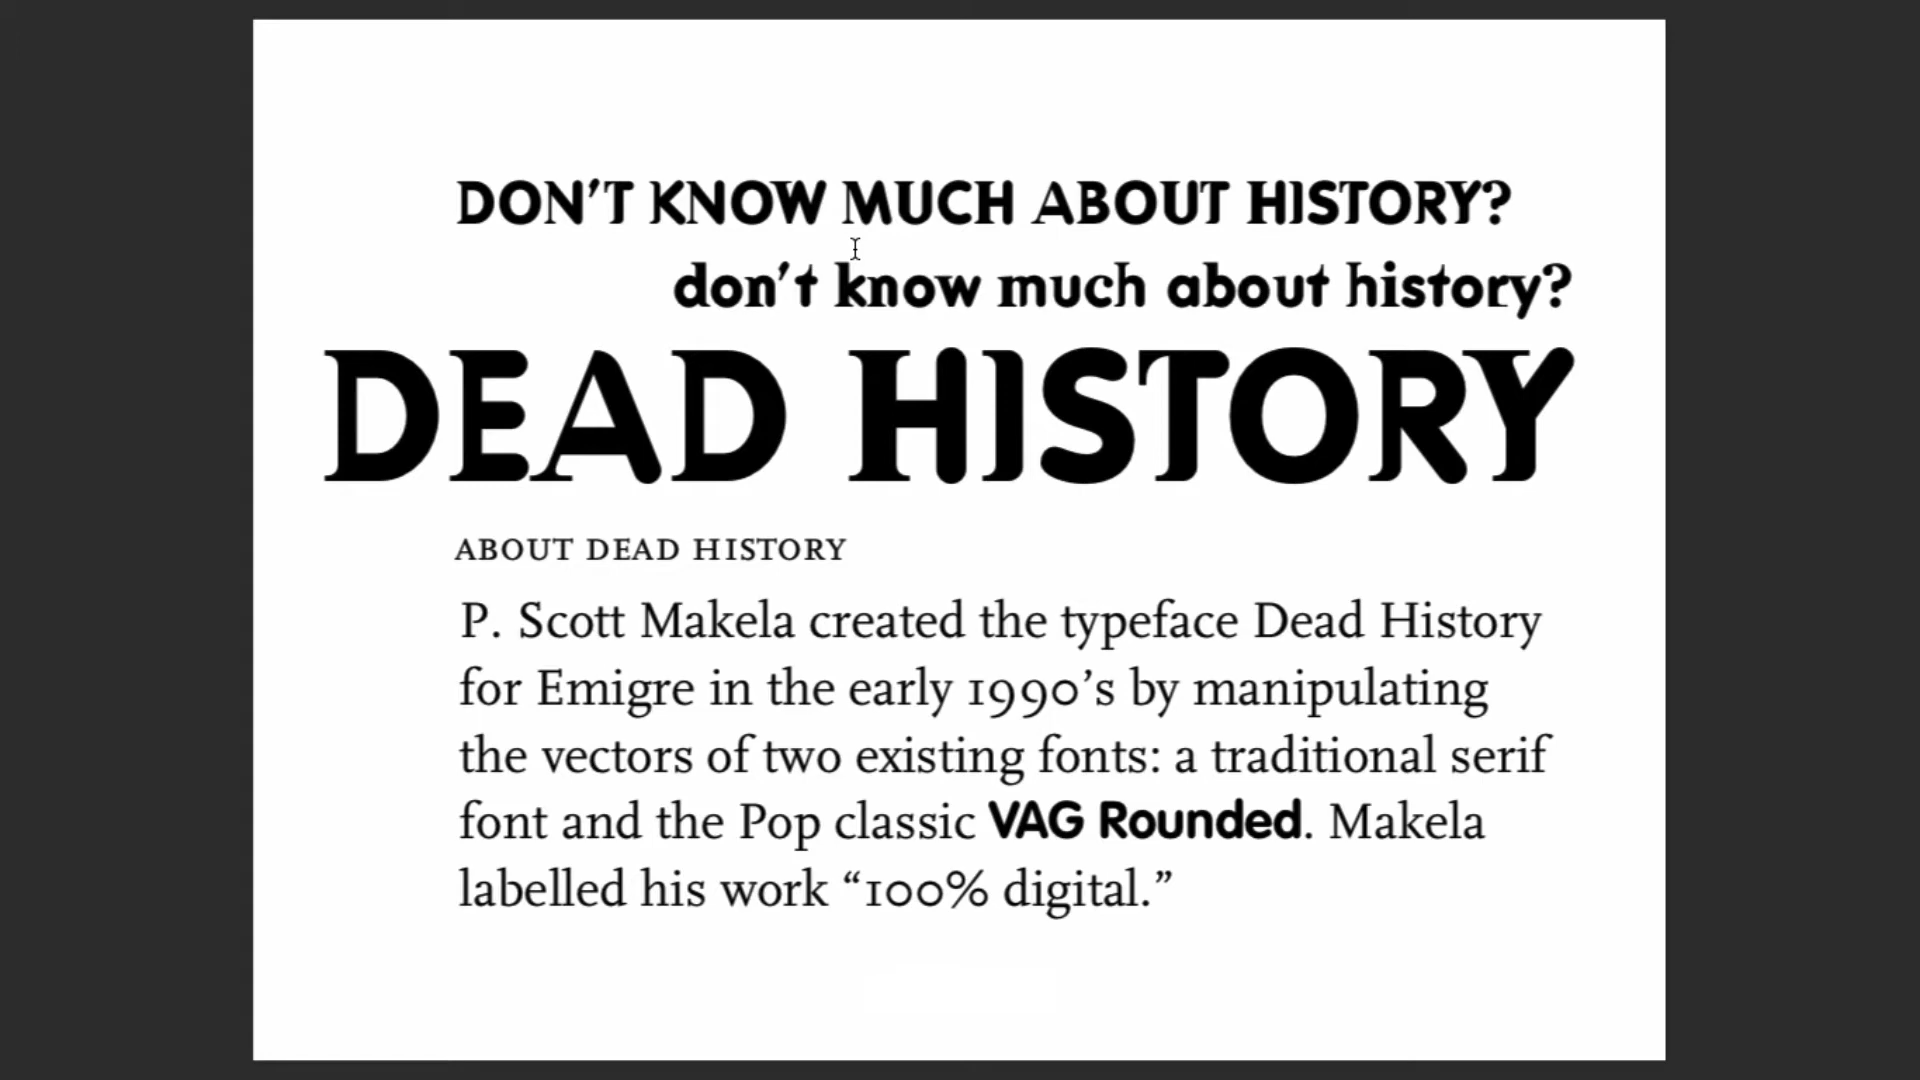 DON’T KNOW MUCH ABOUT HISTORY?
don’t know much about history?
DEAD HISTORY
ABOUT DEAD HISTORY
P. Scott Makela created the typeface Dead History
for Emigre in the early 1990’s by manipulating
the vectors of two existing fonts: a traditional serif
font and the Pop classic VAG Rounded. Makela
labelled his work “100% digital.”